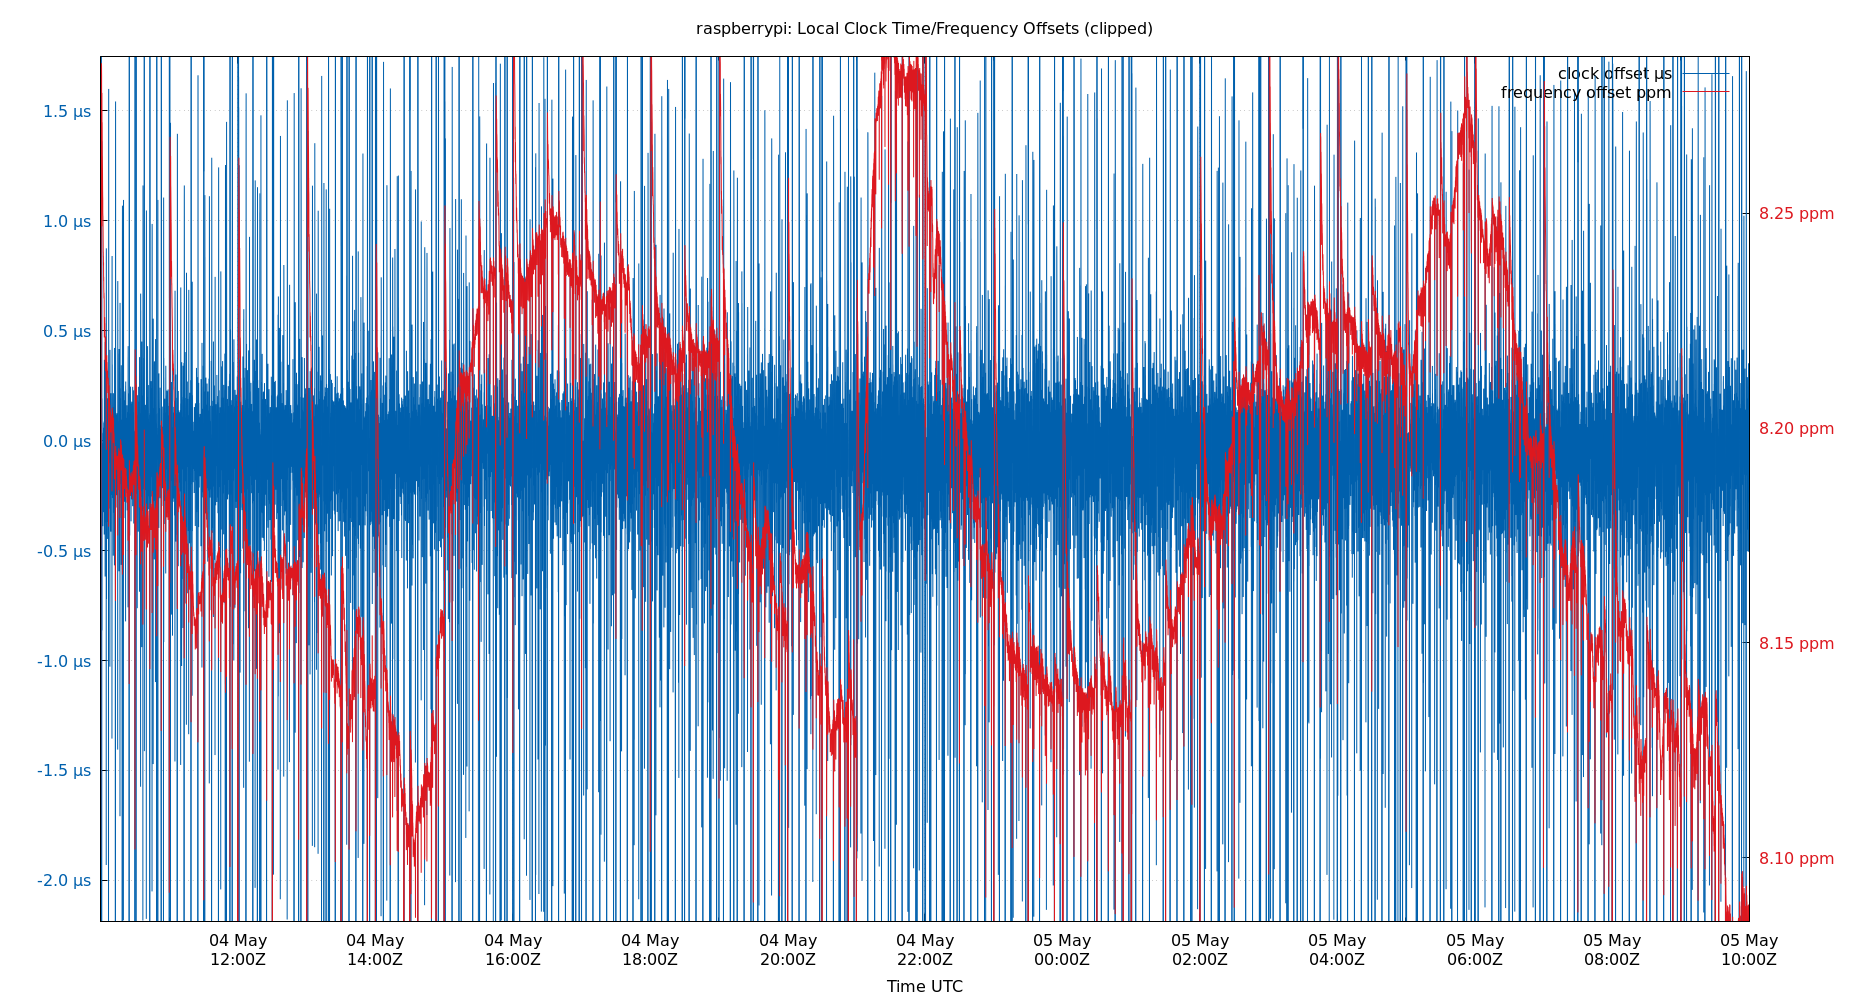 raspberrypi: Local Clock Time/Frequency Offsets (clipped)
clock offset µs
frequency offset ppm
1.5 µs
1.0 µs
0.5 µs
0.0 µs
-0.5 µs
-1.0 µs
-1.5 µs
-2.0 µs
8.25 ppm
8.20 ppm
8.15 ppm
8.10 ppm
04 May 04 May 04 May 04 May 04 May 04 May 05 May 05 May 05 May 05 May 05 May 05 May
12:00Z 14:00Z 16:00Z 18:00Z 20:00Z 22:00Z 00:00Z 02:00Z 04:00Z 06:00Z 08:00Z 10:00Z
Time UTC